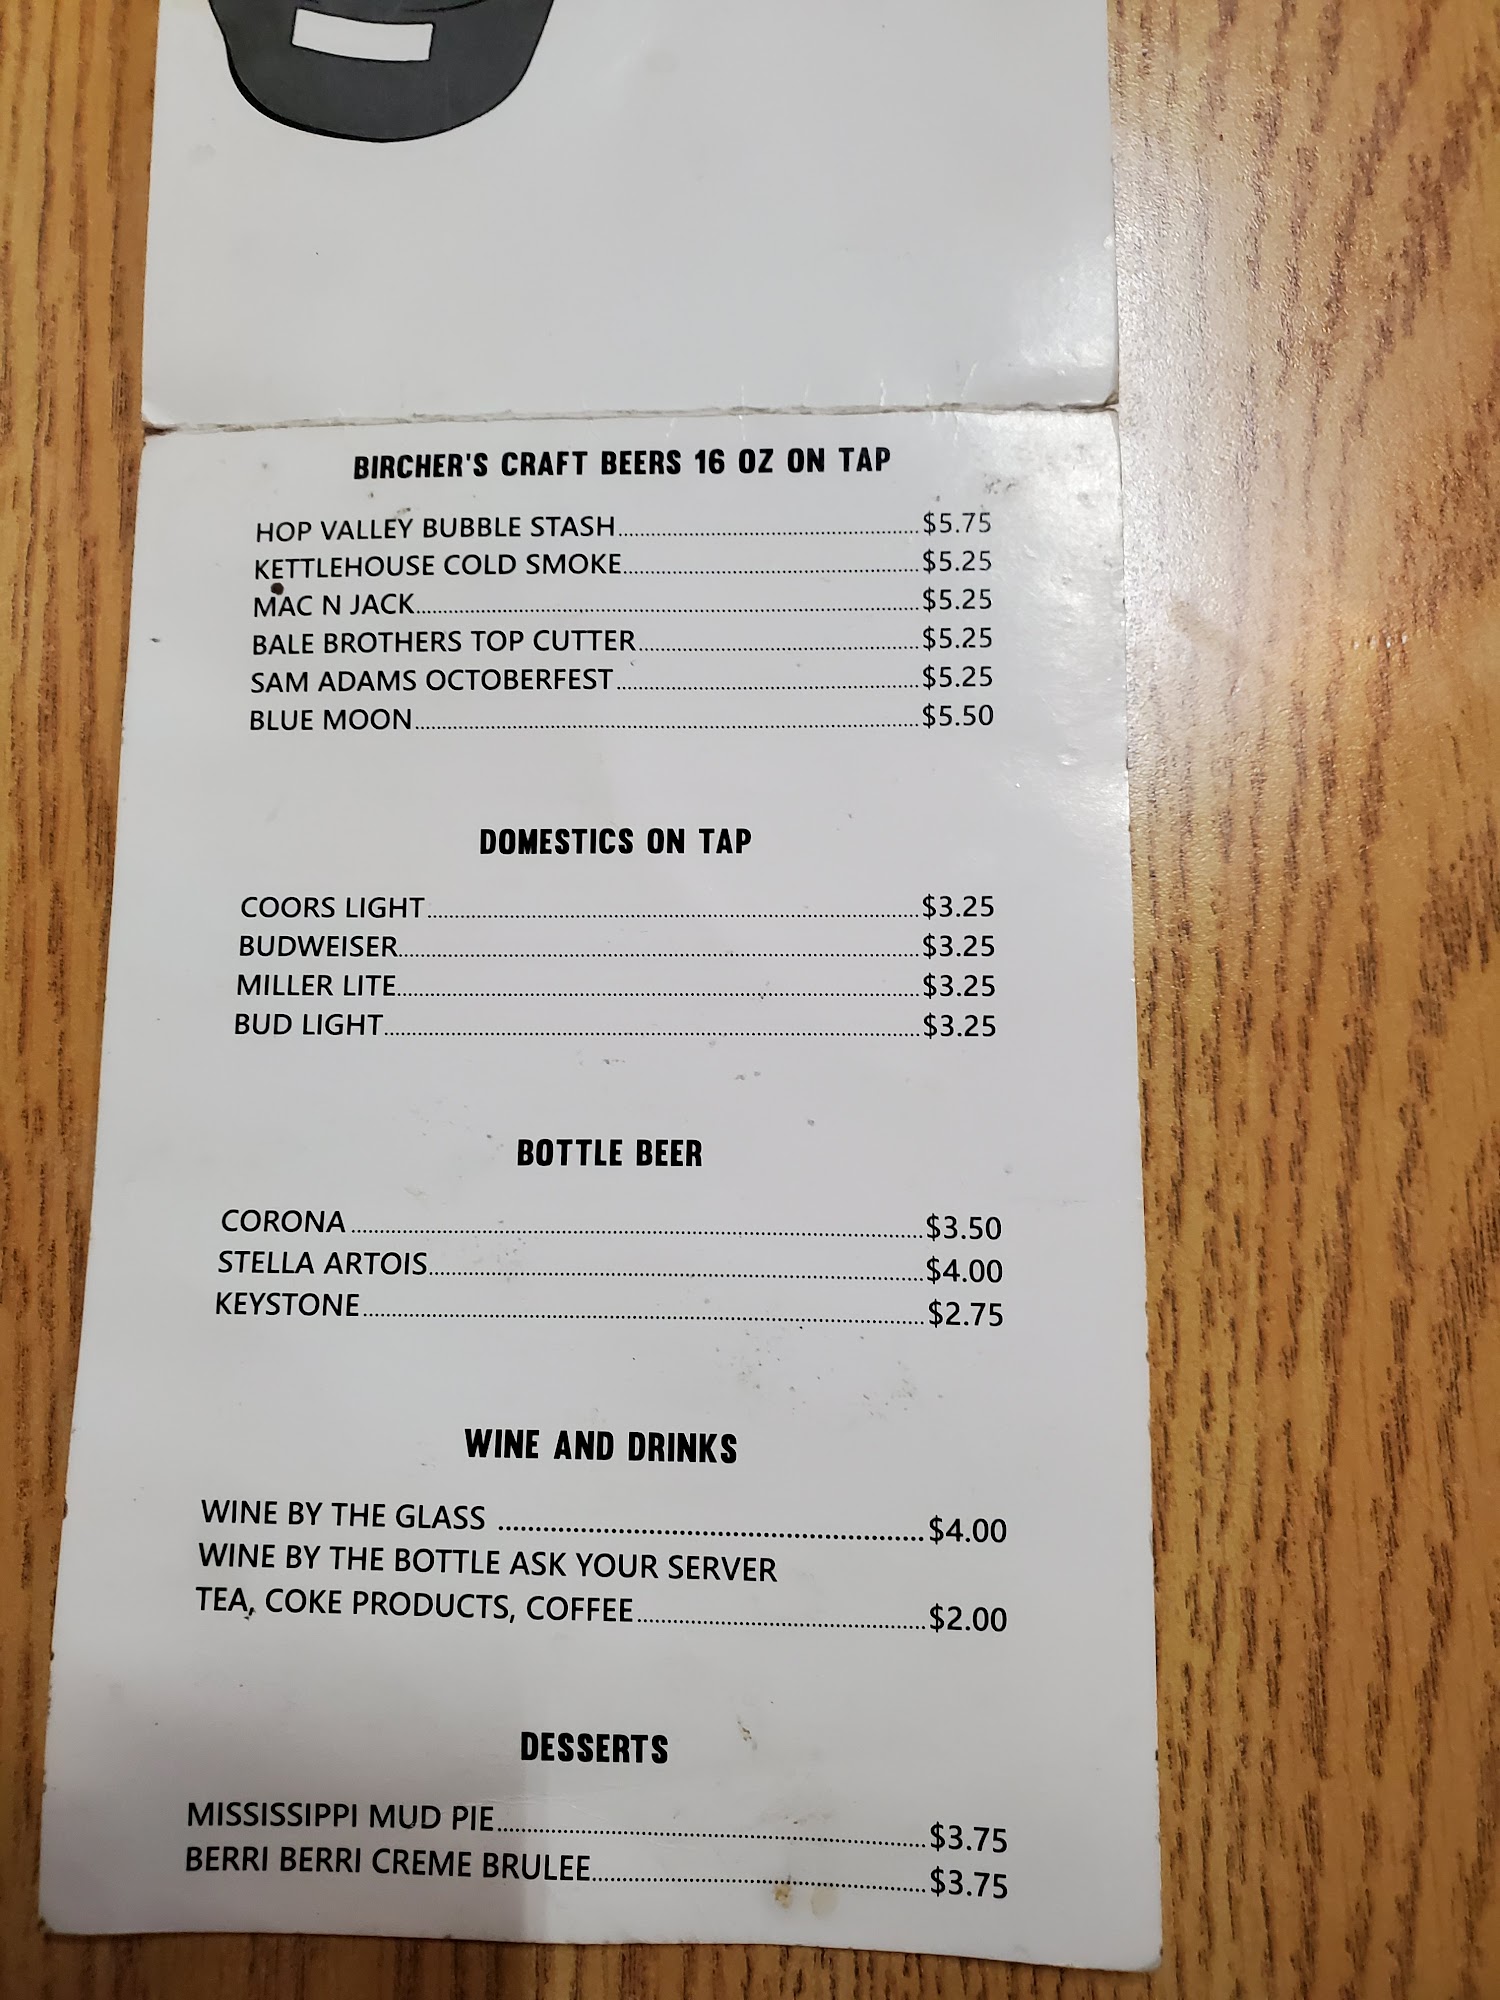 BIRCHER'S CRAFT BEERS 16 OZ ON TAP
HOP VALLEY BUBBLE STASH $5.75
KETTLEHOUSE COLD SMOKE $5.25
MAC N JACK $5.25
BALE BROTHERS TOP CUTTER $5.25
SAM ADAMS OCTOBERFEST $5.25
BLUE MOON $5.50
DOMESTICS ON TAP
COORS LIGHT $3.25
BUDWEISER $3.25
MILLER LITE $3.25
BUD LIGHT $3.25
BOTTLE BEER
CORONA $3.50
STELLA ARTOIS $4.00
KEYSTONE $2.75
WINE AND DRINKS
WINE BY THE GLASS $4.00
WINE BY THE BOTTLE ASK YOUR SERVER
TEA, COKE PRODUCTS, COFFEE $2.00
DESSERTS
MISSISSIPPI MUD PIE $3.75
BERRI BERRI CREME BRULEE $3.75